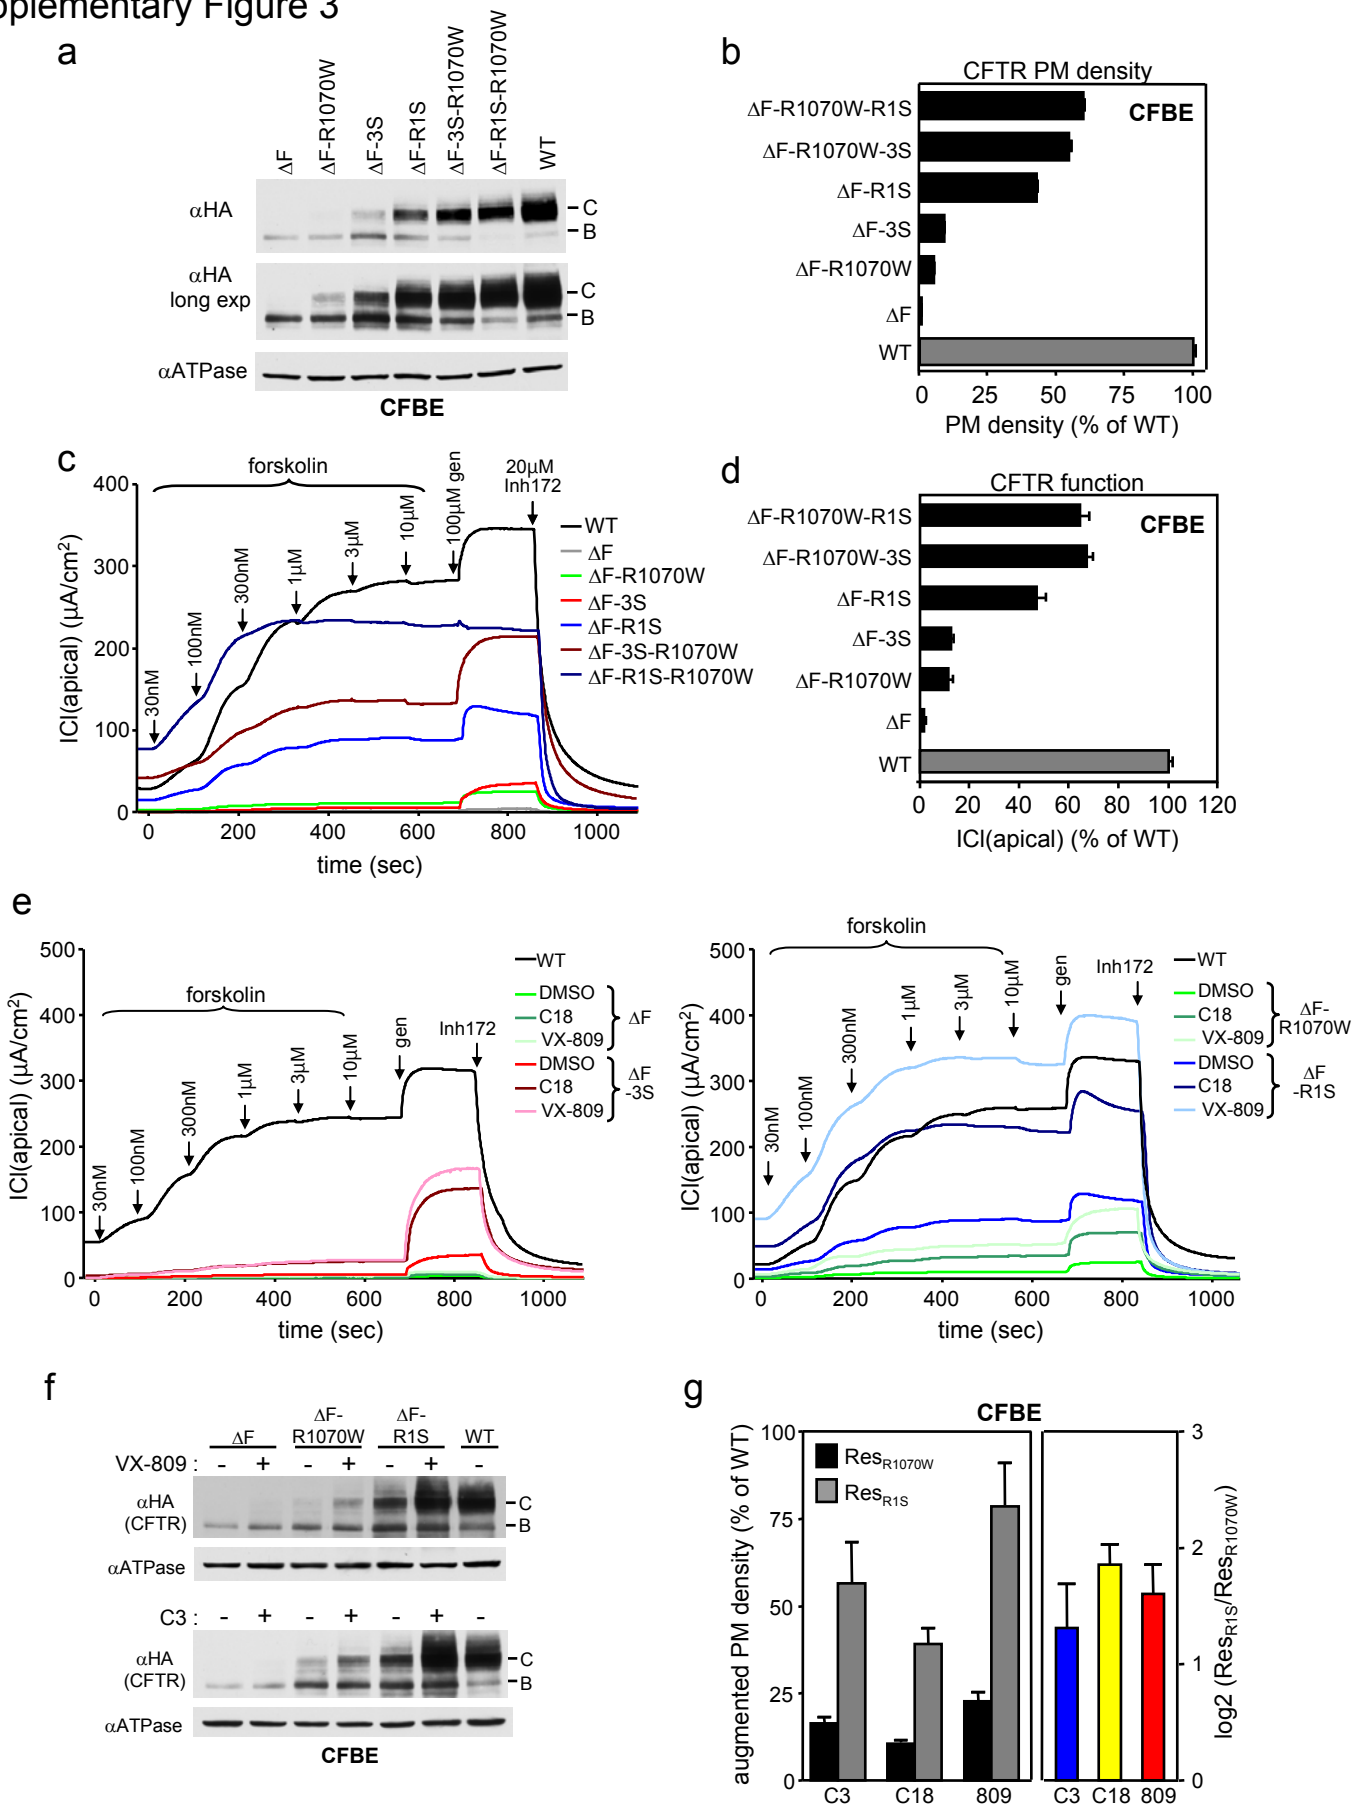 pplementary Figure 3
a
ΔF
ΔF-R1070W
ΔF-3S
ΔF-R1S
ΔF-3S-R1070W
ΔF-R1S-R1070W
WT
αHA
C
B
αHA
long exp
C
B
αATPase
CFBE
b
CFTR PM density
CFBE
ΔF-R1070W-R1S
ΔF-R1070W-3S
ΔF-R1S
ΔF-3S
ΔF-R1070W
ΔF
WT
0 25 50 75 100
PM density (% of WT)
c
forskolin
30nM
100nM
300nM
1µM
3µM
10µM
100µM gen
20µM
Inh172
400
300
200
100
0
ICl(apical) (µA/cm²)
0 200 400 600 800 1000
time (sec)
WT
ΔF
ΔF-R1070W
ΔF-3S
ΔF-R1S
ΔF-3S-R1070W
ΔF-R1S-R1070W
d
CFTR function
CFBE
ΔF-R1070W-R1S
ΔF-R1070W-3S
ΔF-R1S
ΔF-3S
ΔF-R1070W
ΔF
WT
0 20 40 60 80 100 120
ICl(apical) (% of WT)
e
500
400
300
200
100
0
ICl(apical) (µA/cm²)
forskolin
30nM
100nM
300nM
1µM
3µM
10µM
gen
Inh172
0 200 400 600 800 1000
time (sec)
WT
DMSO
C18
VX-809
ΔF
DMSO
C18
VX-809
ΔF
-3S
500
400
300
200
100
0
ICl(apical) (µA/cm²)
forskolin
30nM
100nM
300nM
1µM
3µM
10µM
gen
Inh172
0 200 400 600 800 1000
time (sec)
WT
DMSO
C18
VX-809
ΔF-
R1070W
DMSO
C18
VX-809
ΔF
-R1S
f
ΔF
ΔF-
R1070W
ΔF-
R1S
WT
VX-809 : - + - + - + -
αHA
(CFTR)
C
B
αATPase
C3 : - + - + - + -
αHA
(CFTR)
C
B
αATPase
CFBE
g
CFBE
100
75
50
25
0
augmented PM density (% of WT)
Res R1070W
Res R1S
C3 C18 809
C3 C18 809
3
2
1
0
log2 (Res R1S/Res R1070W)